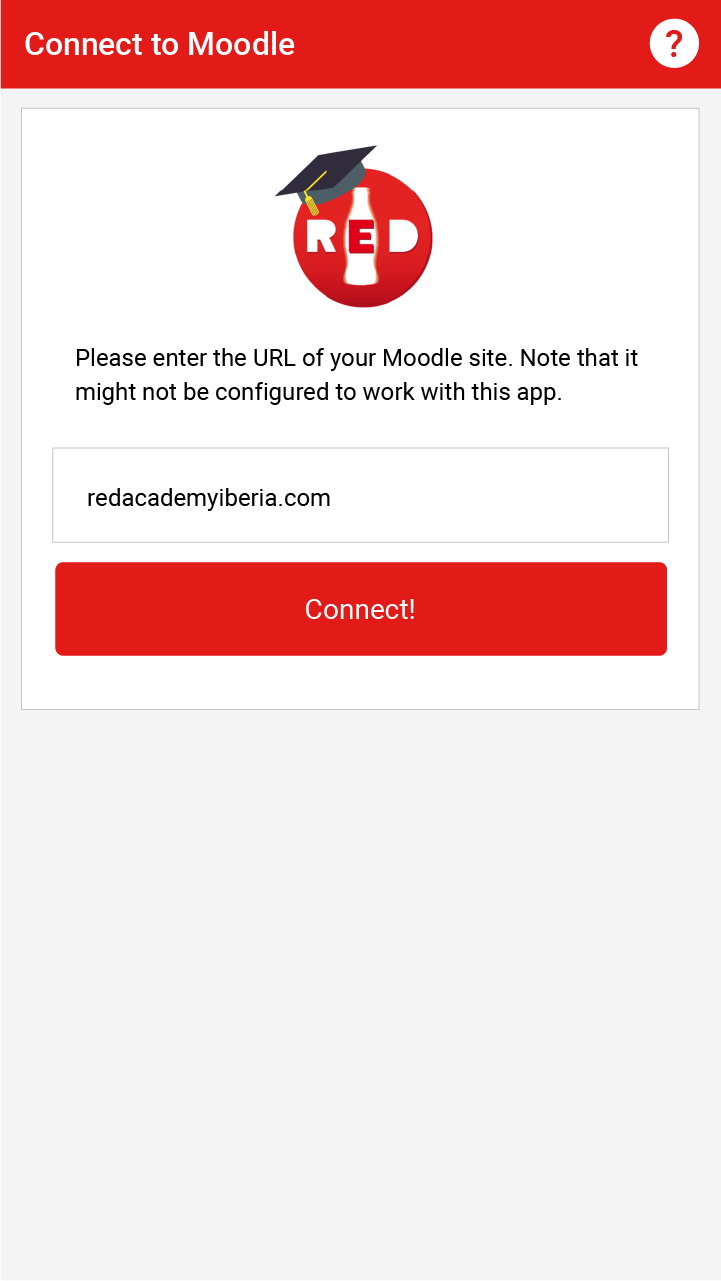 Connect to Moodle ?
RED
Please enter the URL of your Moodle site. Note that it
might not be configured to work with this app.
redacademyiberia.com
Connect!